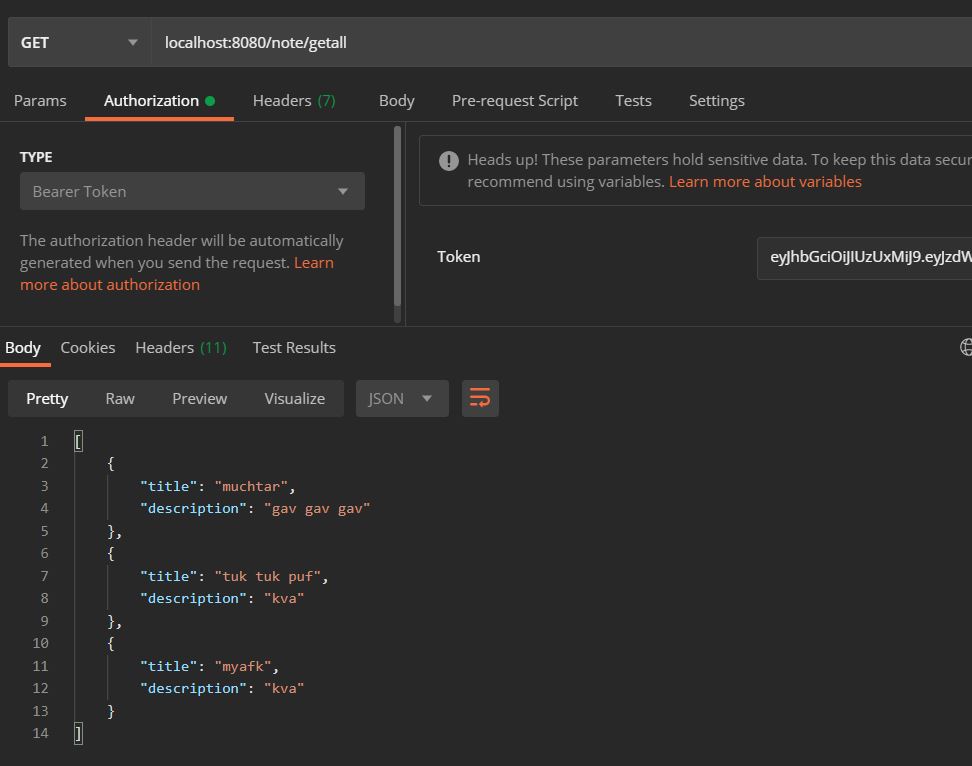 GET localhost:8080/note/getall
Params Authorization Headers (7) Body Pre-request Script Tests Settings
TYPE
Bearer Token
The authorization header will be automatically
generated when you send the request. Learn
more about authorization
Heads up! These parameters hold sensitive data. To keep this data secur
recommend using variables. Learn more about variables
Token eyJhbGciOiJIUzUxMiJ9.eyJzdW
Body Cookies Headers (11) Test Results
Pretty Raw Preview Visualize JSON
1 [
2 {
3 "title": "muchtar",
4 "description": "gav gav gav"
5 },
6 {
7 "title": "tuk tuk puf",
8 "description": "kva"
9 },
10 {
11 "title": "myafk",
12 "description": "kva"
13 }
14 ]